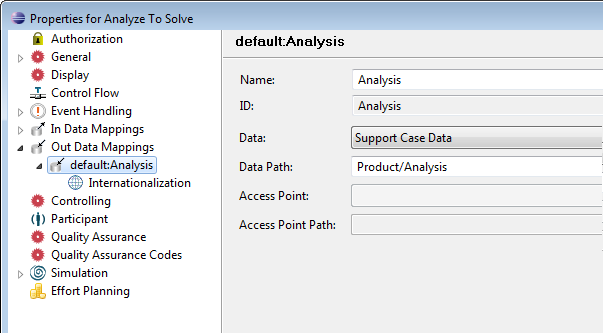 Properties for Analyze To Solve
Authorization
General
Display
Control Flow
Event Handling
In Data Mappings
Out Data Mappings
default:Analysis
Internationalization
Controlling
Participant
Quality Assurance
Quality Assurance Codes
Simulation
Effort Planning
default:Analysis
Name: Analysis
ID: Analysis
Data: Support Case Data
Data Path: Product/Analysis
Access Point:
Access Point Path: